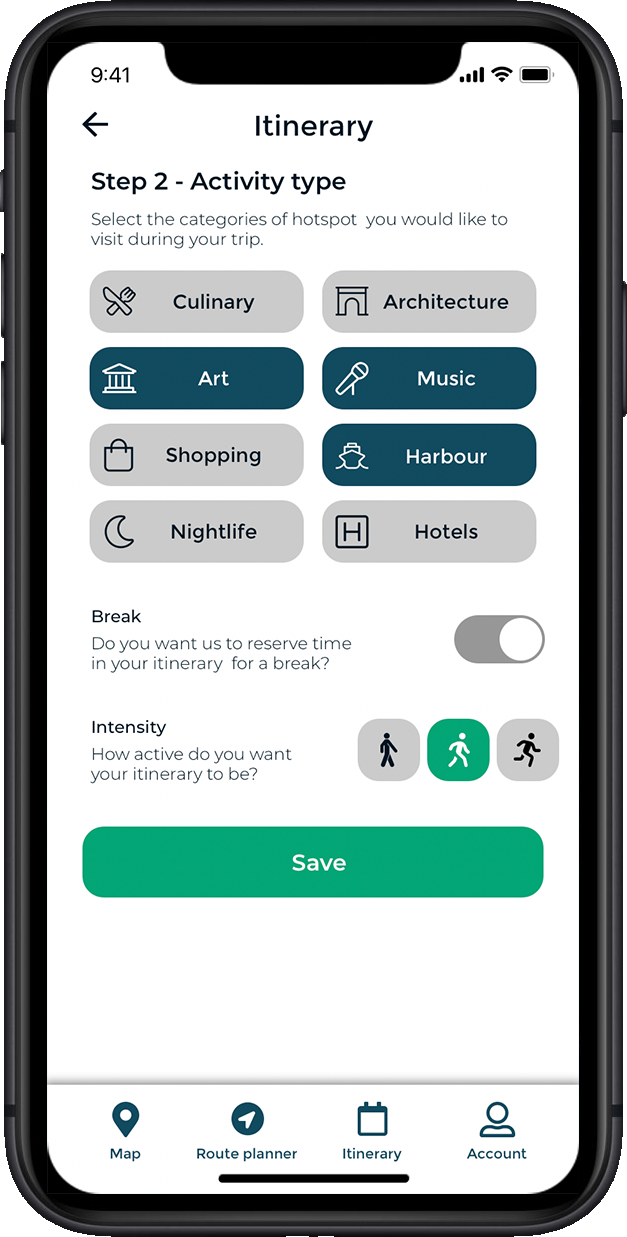 9:41
Itinerary
Step 2 - Activity type
Select the categories of hotspot  you would like to
visit during your trip.
Culinary
Architecture
Art
Music
Shopping
Harbour
Nightlife
H
Hotels
Break
Do you want us to reserve time
in your itinerary  for a break?
Intensity
How active do you want
your itinerary to be?
Save
Map
Route planner
Itinerary
Account